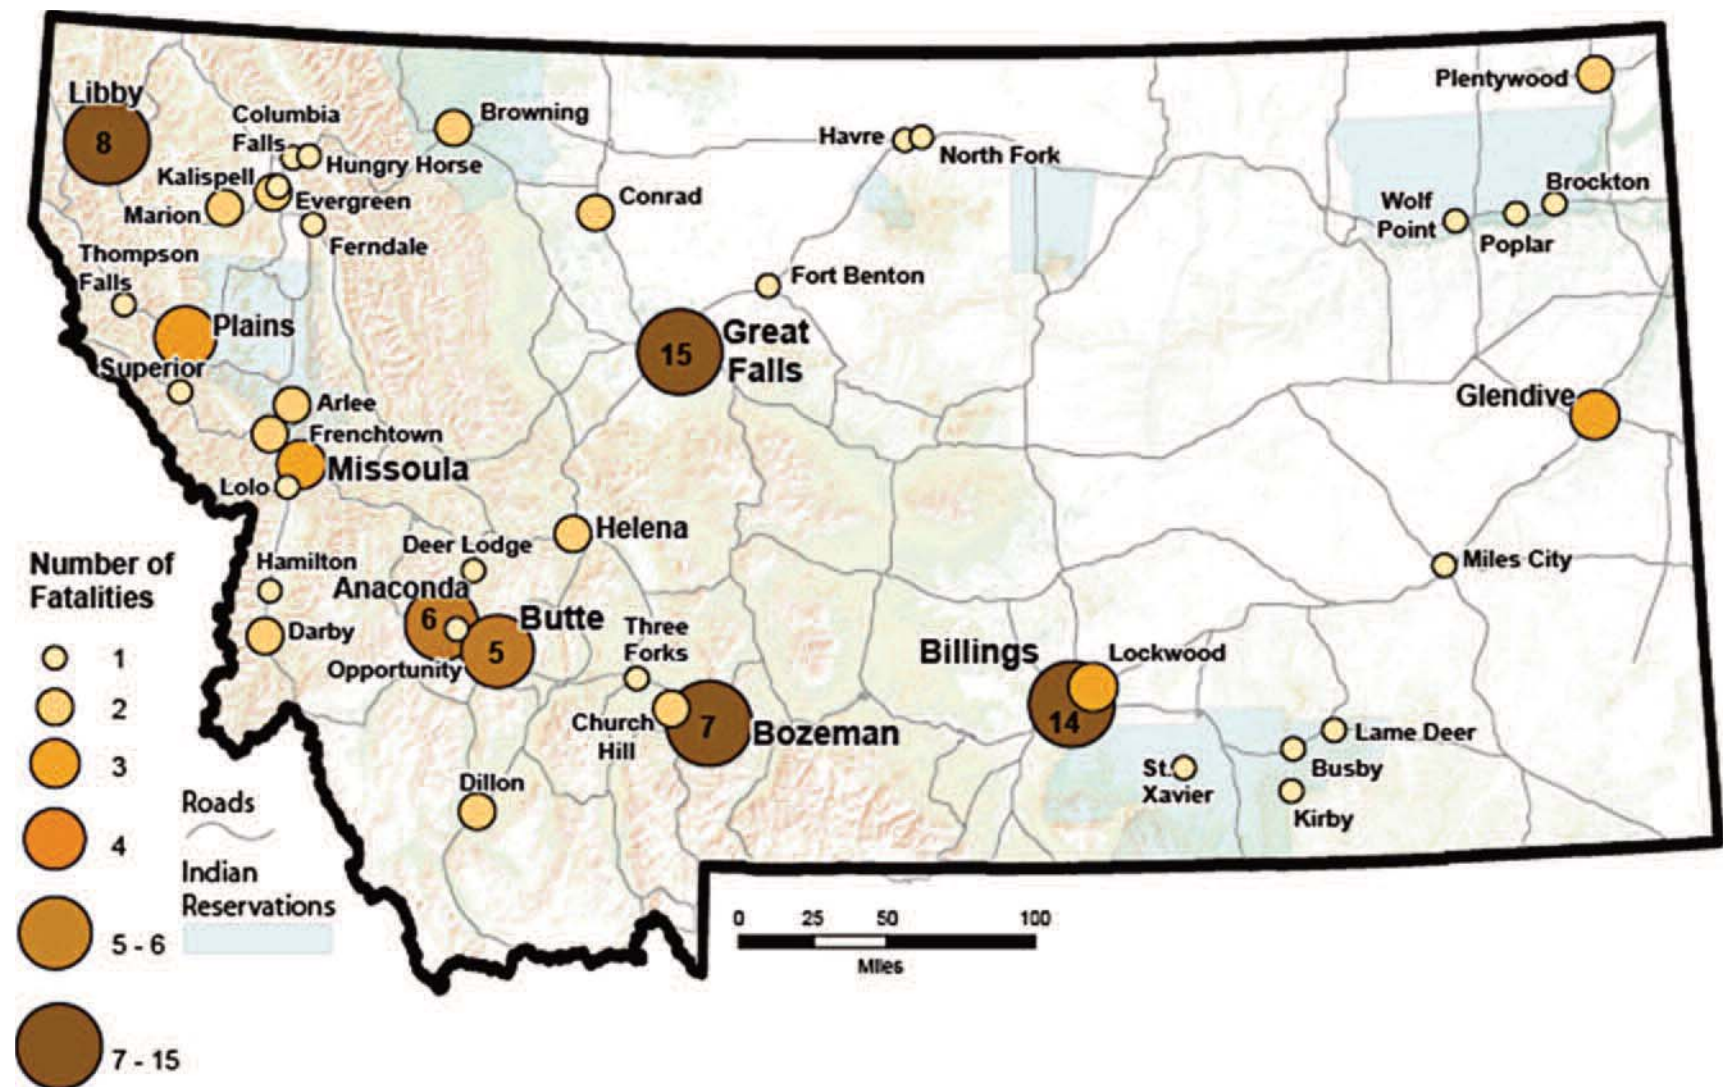 Plentywood
Libby
8
Columbia
Falls
Browning
Havre
North Fork
Hungry Horse
Kalispell
Evergreen
Marion
Conrad
Brockton
Wolf
Point
Poplar
Ferndale
Thompson
Falls
Fort Benton
Plains
Great
Falls
15
Superior
Glendive
Arlee
Frenchtown
Missoula
Lolo
Helena
Deer Lodge
Hamilton
Anaconda
6
Miles City
Darby
Butte
5
Opportunity
Three
Forks
Billings
14
Lockwood
Church
Hill
7
Bozeman
Lame Deer
Busby
St.
Xavier
Kirby
Dillon
Number of
Fatalities
1
2
3
4
5 - 6
7 - 15
Roads
Indian
Reservations
0 25 50 100
Miles